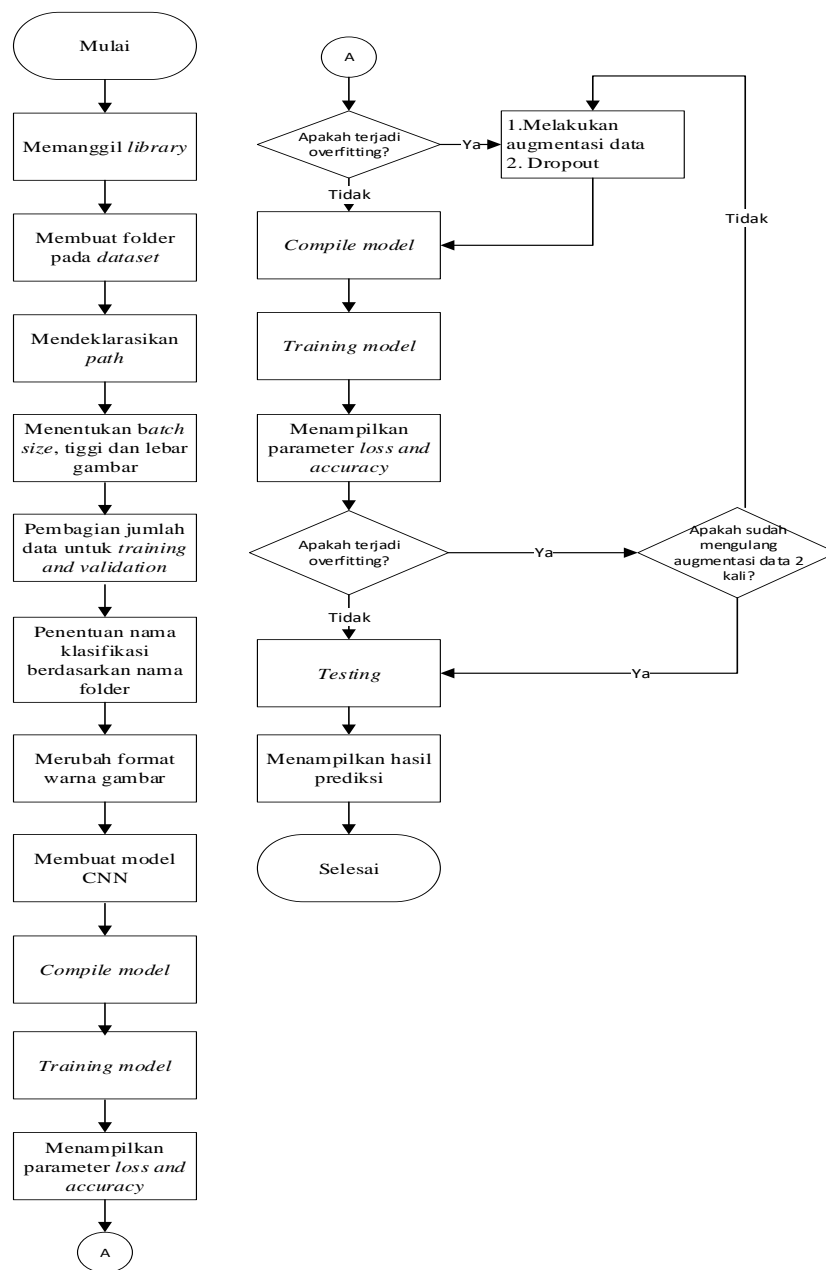 Mulai
Memanggil library
Membuat folder
pada dataset
Mendeklarasikan
path
Menentukan batch
size, tiggi dan lebar
gambar
Pembagian jumlah
data untuk training
and validation
Penentuan nama
klasifikasi
berdasarkan nama
folder
Merubah format
warna gambar
Membuat model
CNN
Compile model
Training model
Menampilkan
parameter loss and
accuracy
A
A
Apakah terjadi
overfitting?
Ya
1.Melakukan
augmentasi data
2. Dropout
Tidak
Compile model
Tidak
Training model
Menampilkan
parameter loss and
accuracy
Apakah terjadi
overfitting?
Ya
Apakah sudah
mengulang
augmentasi data 2
kali?
Tidak
Testing
Ya
Menampilkan hasil
prediksi
Selesai